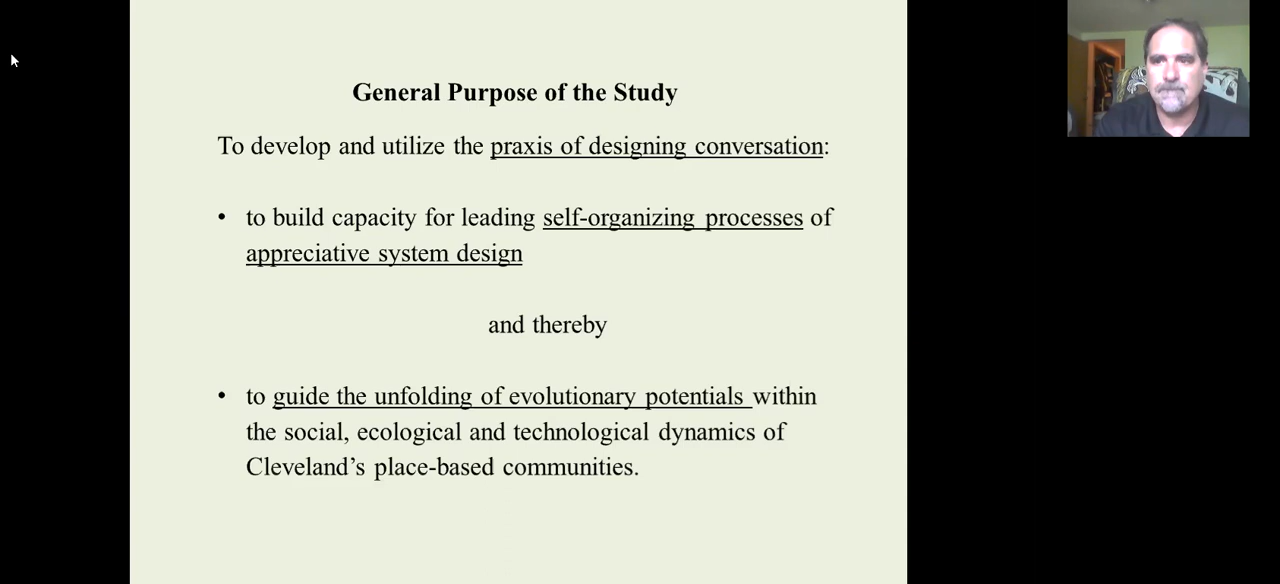 General Purpose of the Study
To develop and utilize the praxis of designing conversation:
• to build capacity for leading self-organizing processes of
appreciative system design
and thereby
• to guide the unfolding of evolutionary potentials within
the social, ecological and technological dynamics of
Cleveland’s place-based communities.